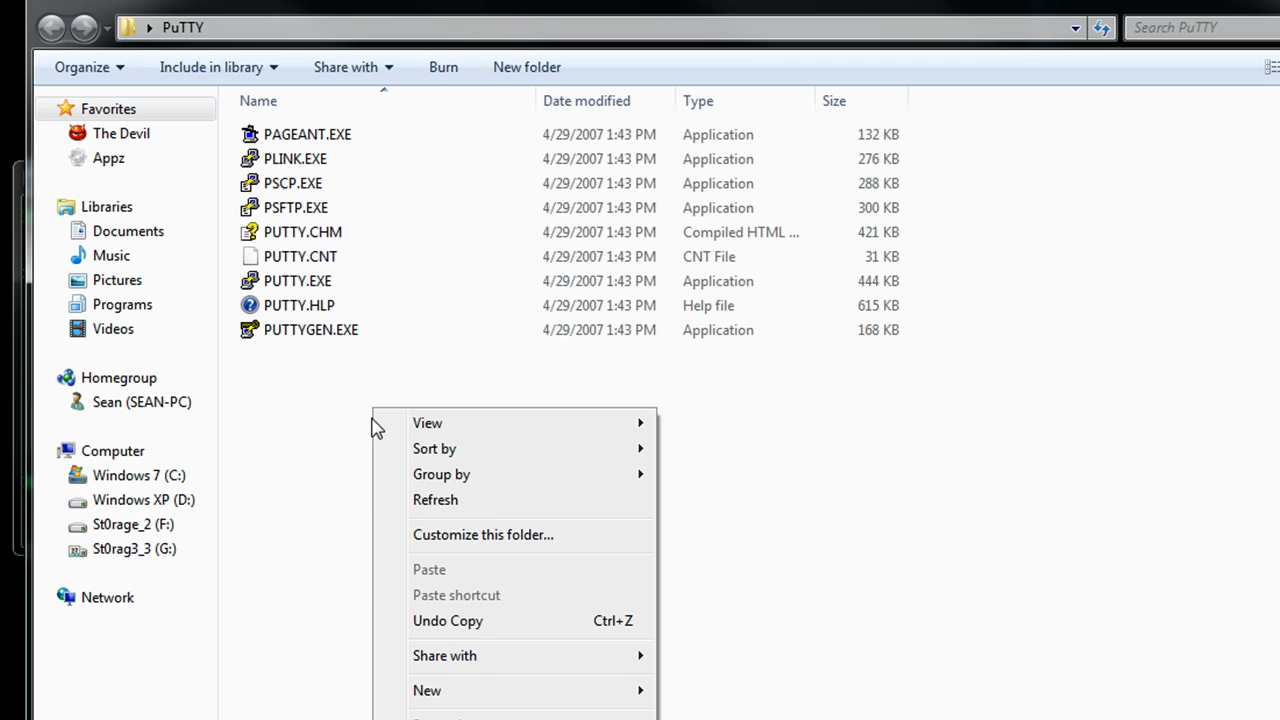 PuTTY
Search PuTTY
Organize
Include in library
Share with
Burn
New folder
Name
Date modified
Type
Size
Favorites
The Devil
Appz
Libraries
Documents
Music
Pictures
Programs
Videos
Homegroup
Sean (SEAN-PC)
Computer
Windows 7 (C:)
Windows XP (D:)
St0rage_2 (F:)
St0rag3_3 (G:)
Network
PAGEANT.EXE 4/29/2007 1:43 PM Application 132 KB
PLINK.EXE 4/29/2007 1:43 PM Application 276 KB
PSCP.EXE 4/29/2007 1:43 PM Application 288 KB
PSFTP.EXE 4/29/2007 1:43 PM Application 300 KB
PUTTY.CHM 4/29/2007 1:43 PM Compiled HTML ... 421 KB
PUTTY.CNT 4/29/2007 1:43 PM CNT File 31 KB
PUTTY.EXE 4/29/2007 1:43 PM Application 444 KB
PUTTY.HLP 4/29/2007 1:43 PM Help file 615 KB
PUTTYGEN.EXE 4/29/2007 1:43 PM Application 168 KB
View
Sort by
Group by
Refresh
Customize this folder...
Paste
Paste shortcut
Undo Copy Ctrl+Z
Share with
New